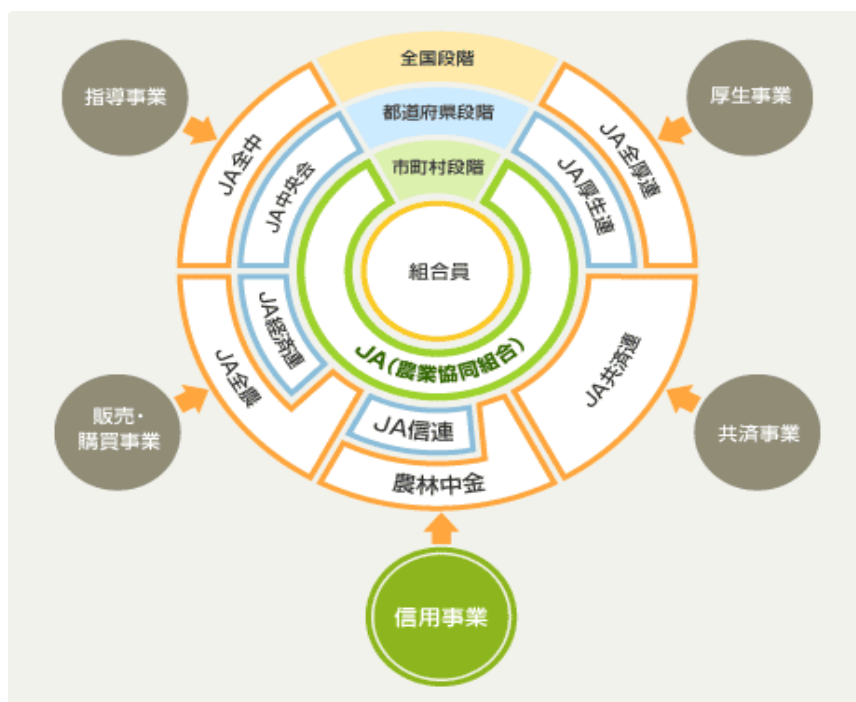 全国段階
都道府県段階
市町村段階
組合員
JA(農業協同組合)
指導事業
JA全中
JA中央会
厚生事業
JA全厚連
JA厚生連
販売・
購買事業
JA全農
JA経済連
共済事業
JA共済連
JA信連
農林中金
信用事業